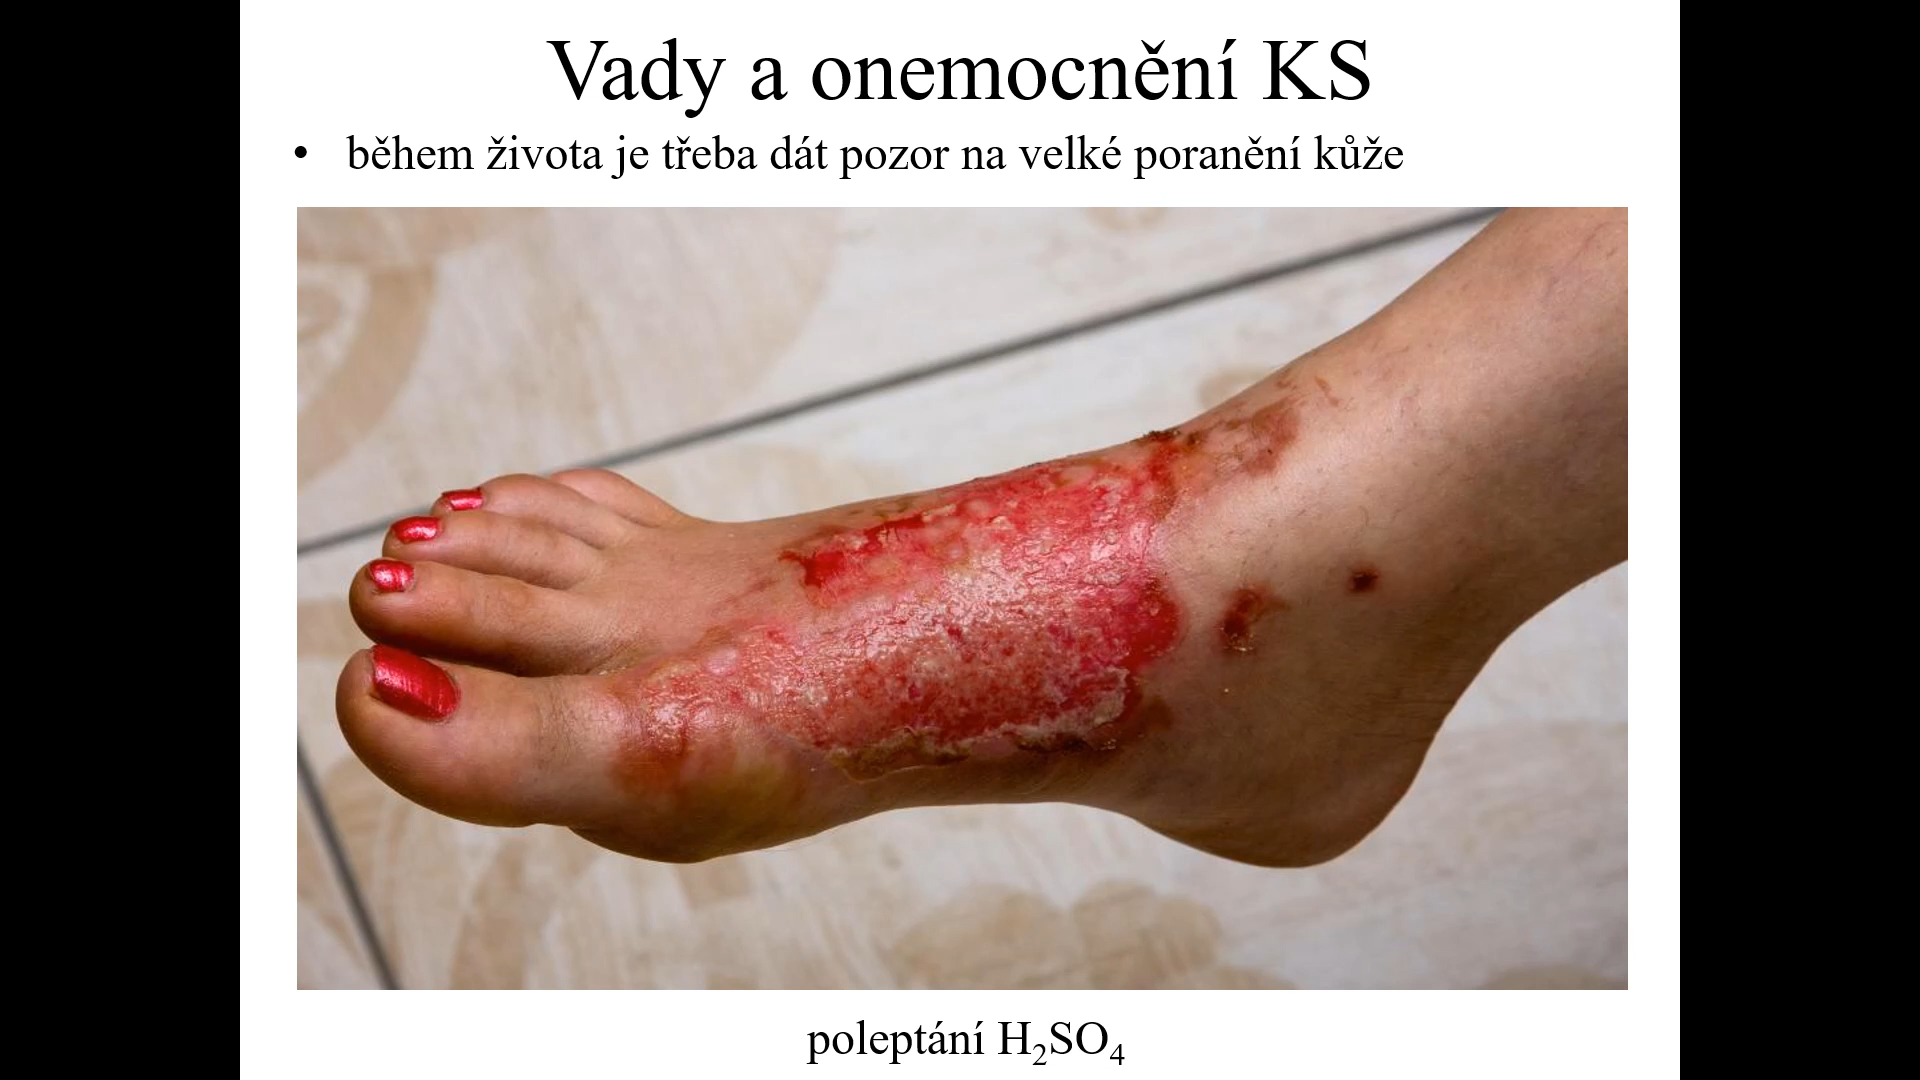 Vady a onemocnění KS
• během života je třeba dát pozor na velké poranění kůže
poleptání H₂SO₄